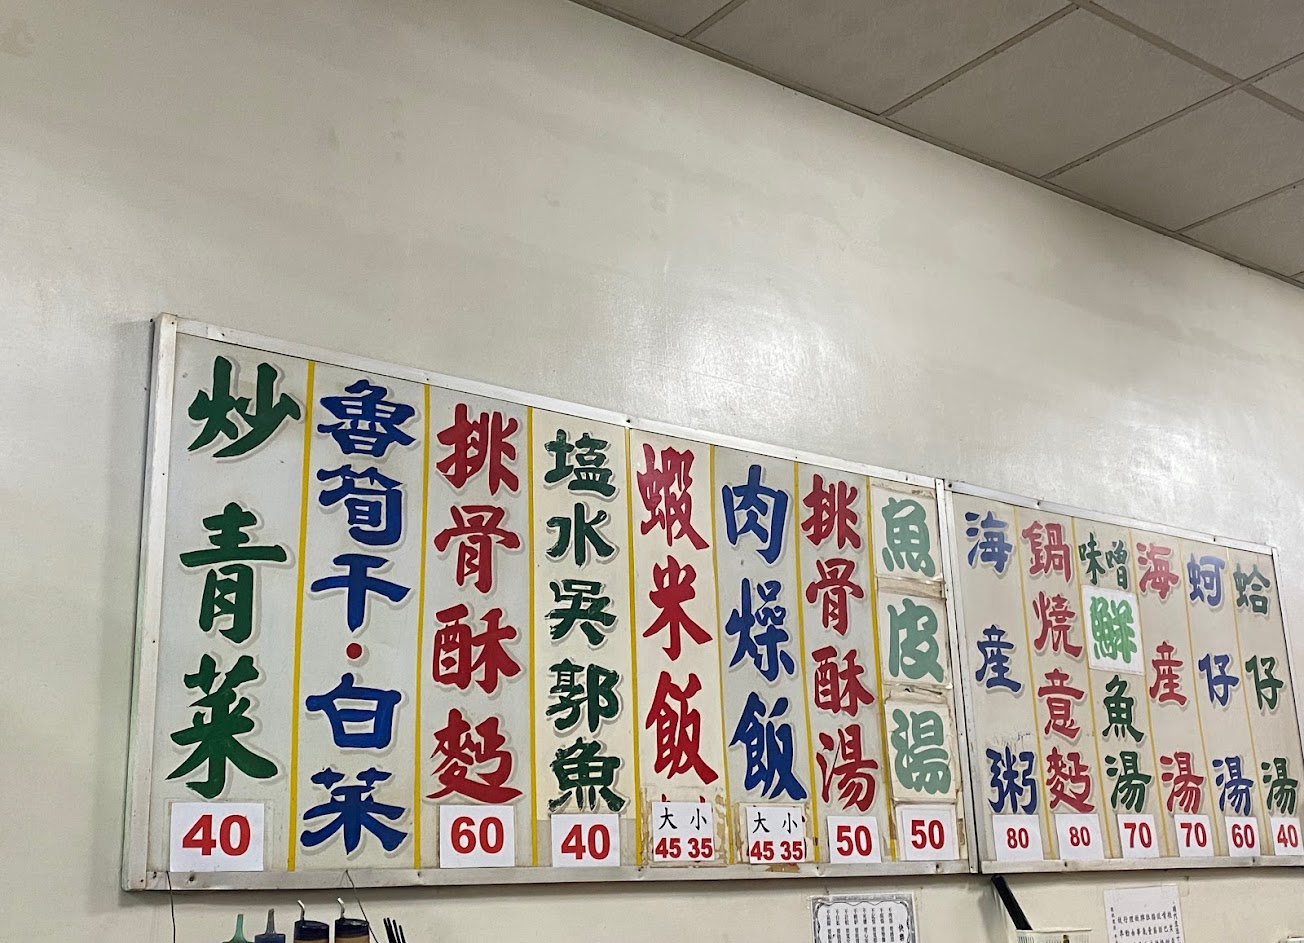 蛤仔湯
40
蚵仔湯
60
海産湯
70
味噌
鮮魚湯
70
鍋燒意麪
80
海産粥
80
魚皮湯
50
排骨酥湯
50
肉燥飯
大 小
45 35
蝦米飯
大 小
45 35
塩水吳郭魚
40
排骨酥麪
60
魯筍干·白菜
炒青菜
40